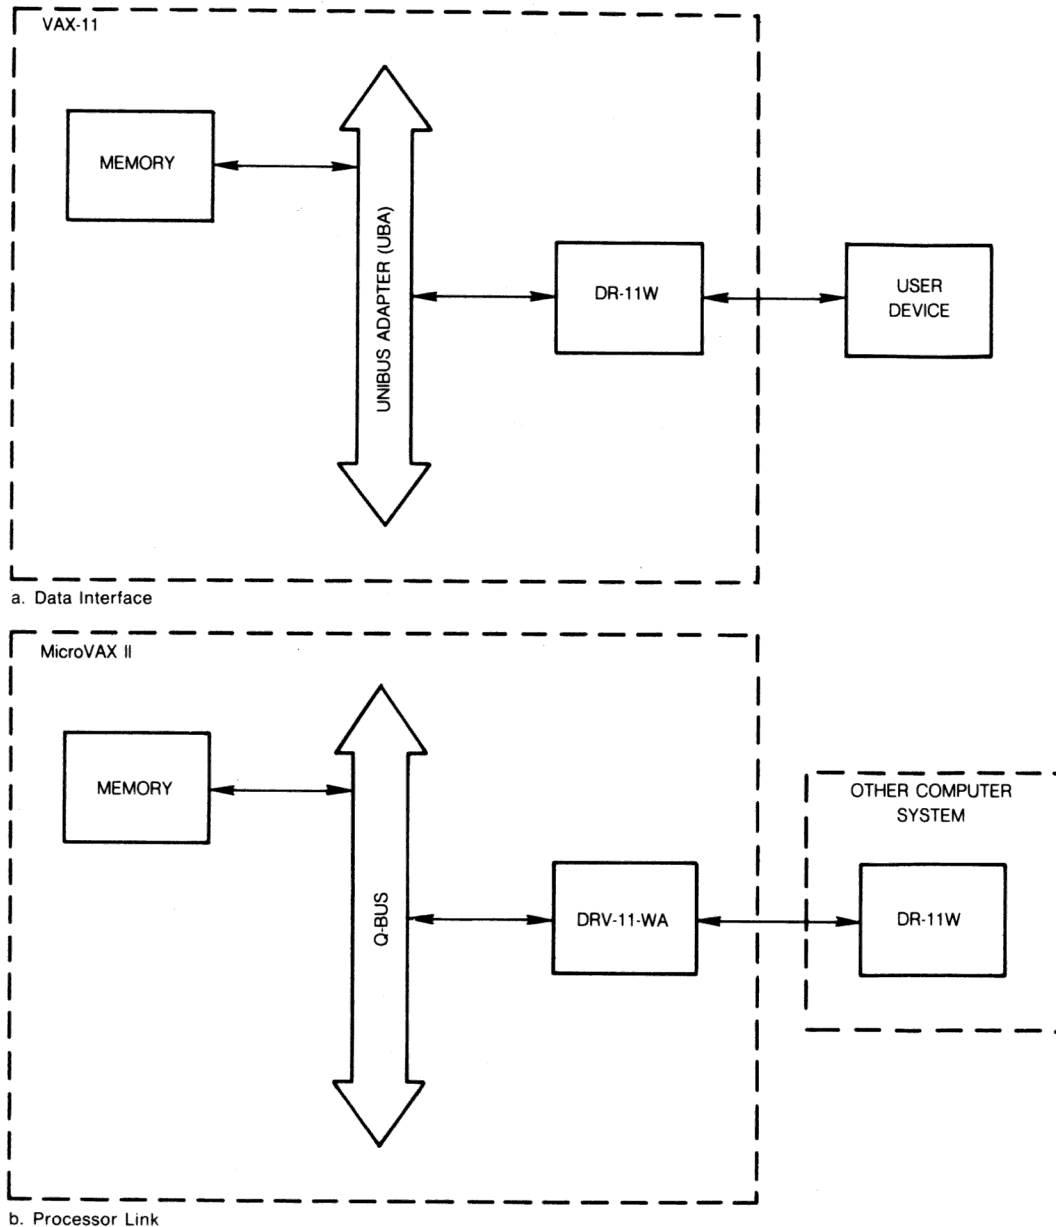 VAX-11
MEMORY
UNIBUS ADAPTER (UBA)
DR-11W
USER
DEVICE
a. Data Interface
MicroVAX II
MEMORY
Q-BUS
DRV-11-WA
OTHER COMPUTER
SYSTEM
DR-11W
b. Processor Link